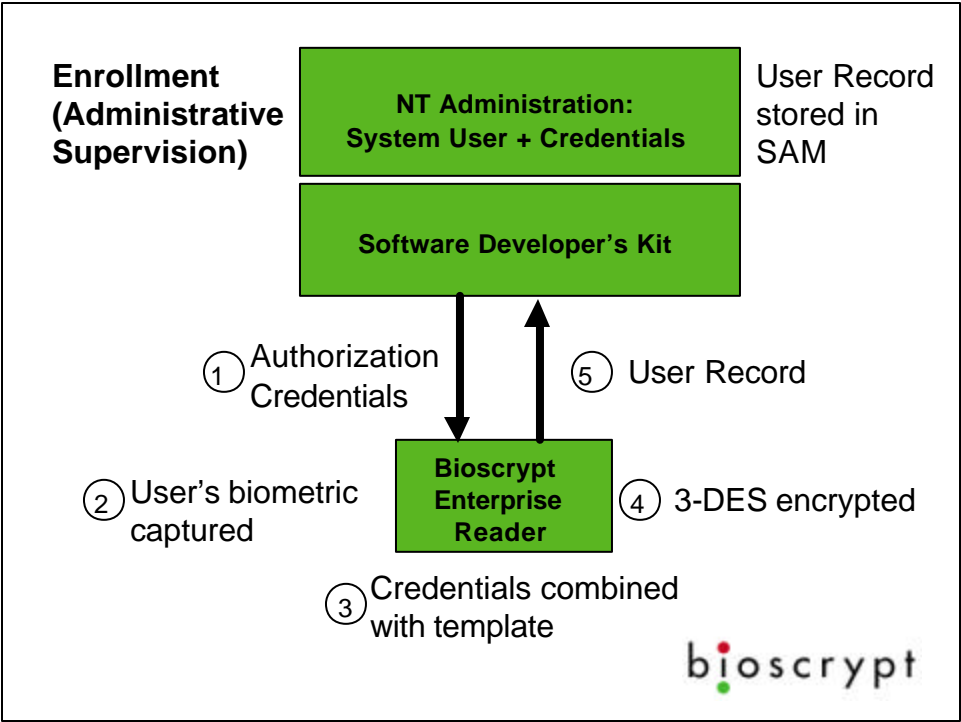 Enrollment
(Administrative
Supervision)
NT Administration:
System User + Credentials
User Record
stored in
SAM
Software Developer’s Kit
1 Authorization
Credentials
5 User Record
2 User’s biometric
captured
Bioscrypt
Enterprise
Reader
4 3-DES encrypted
3 Credentials combined
with template
bioscrypt